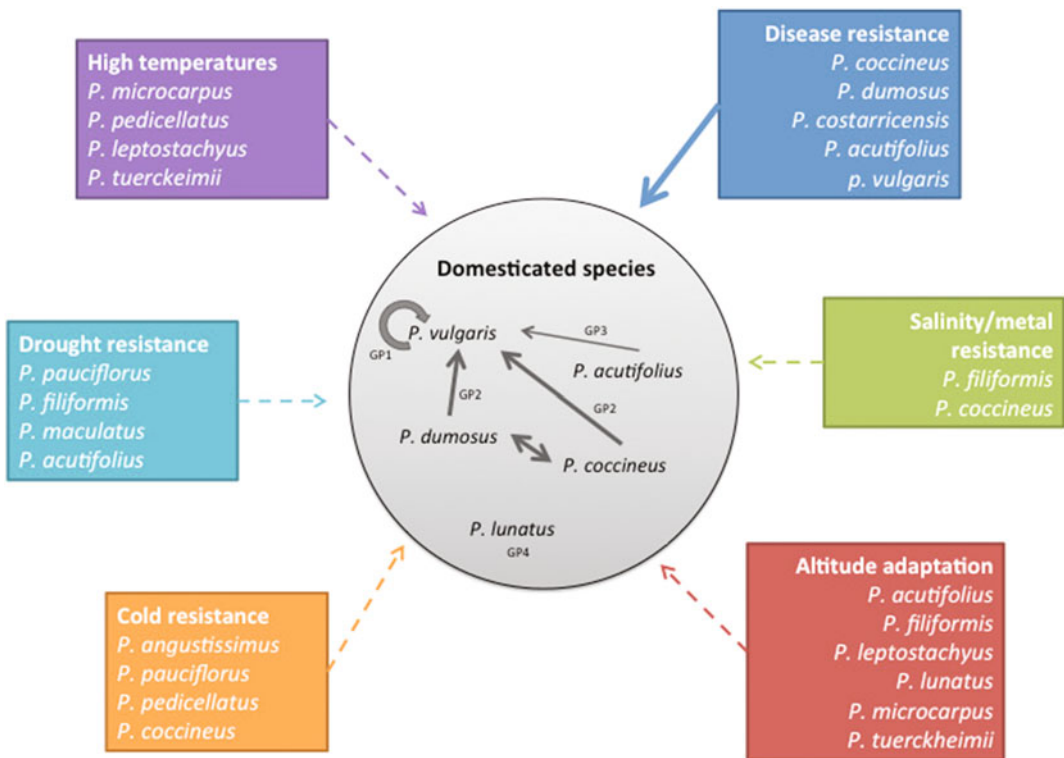 High temperatures
P. microcarpus
P. pedicellatus
P. leptostachyus
P. tuerckeimii
Disease resistance
P. coccineus
P. dumosus
P. costarricensis
P. acutifolius
p. vulgaris
Domesticated species
P. vulgaris
GP1
GP3
P. acutifolius
GP2
GP2
P. dumosus
P. coccineus
P. lunatus
GP4
Drought resistance
P. pauciflorus
P. filiformis
P. maculatus
P. acutifolius
Salinity/metal
resistance
P. filiformis
P. coccineus
Cold resistance
P. angustissimus
P. pauciflorus
P. pedicellatus
P. coccineus
Altitude adaptation
P. acutifolius
P. filiformis
P. leptostachyus
P. lunatus
P. microcarpus
P. tuerckheimii